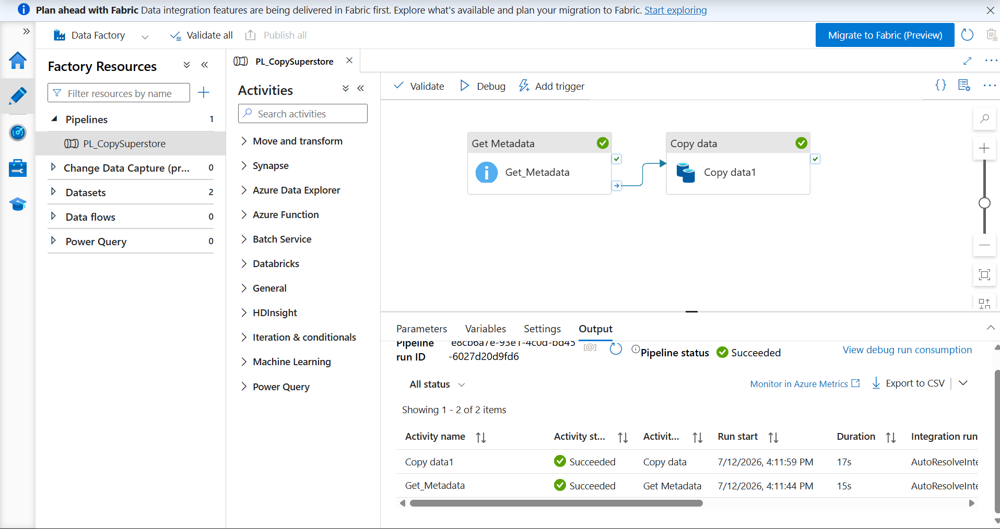 Plan ahead with Fabric Data integration features are being delivered in Fabric first. Explore what's available and plan your migration to Fabric. Start exploring
Data Factory
Validate all
Publish all
Migrate to Fabric (Preview)
Factory Resources
Filter resources by name
Pipelines 1
PL_CopySuperstore
Change Data Capture (pr... 0
Datasets 2
Data flows 0
Power Query 0
PL_CopySuperstore
Activities
Search activities
Move and transform
Synapse
Azure Data Explorer
Azure Function
Batch Service
Databricks
General
HDInsight
Iteration & conditionals
Machine Learning
Power Query
Validate
Debug
Add trigger
Get Metadata
Get_Metadata
Copy data
Copy data1
Parameters Variables Settings Output
Pipeline run ID
e8cb6a7e-93e1-4c0d-bd45
-6027d20d9fd6
Pipeline status Succeeded
View debug run consumption
All status
Monitor in Azure Metrics
Export to CSV
Showing 1 - 2 of 2 items
Activity name Activity st... Activit... Run start Duration Integration run
Copy data1 Succeeded Copy data 7/12/2026, 4:11:59 PM 17s AutoResolveInte
Get_Metadata Succeeded Get Metadata 7/12/2026, 4:11:44 PM 15s AutoResolveInte